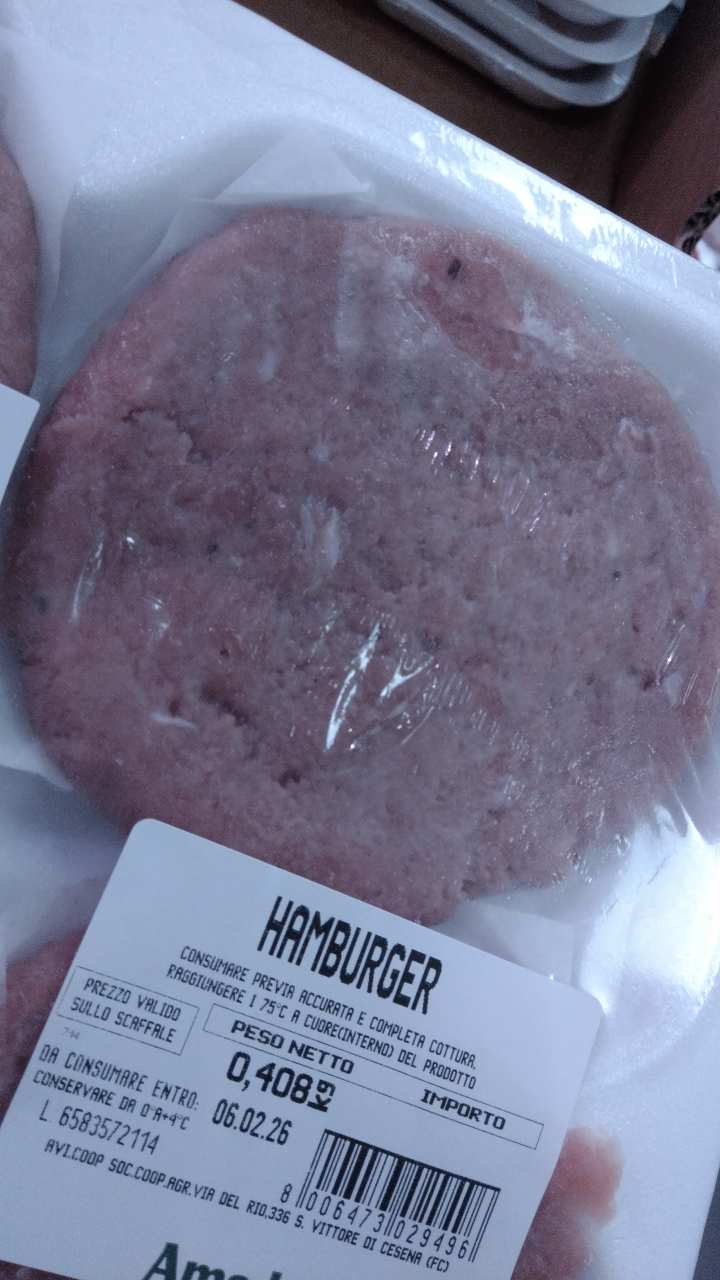 HAMBURGER
CONSUMARE PREVIA ACCURATA E COMPLETA COTTURA.
RAGGIUNGERE I 75°C A CUORE(INTERNO) DEL PRODOTTO
PREZZO VALIDO
SULLO SCAFFALE
PESO NETTO
IMPORTO
0,408 kg
DA CONSUMARE ENTRO:
06.02.26
CONSERVARE DA 0°A+4°C
L. 6583572114
AVI.COOP SOC.COOP.AGR.VIA DEL RIO,336 S. VITTORE DI CESENA (FC)
8 006473 029496